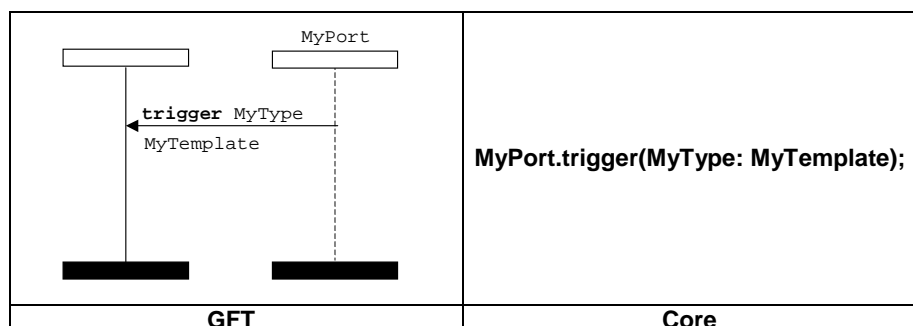 MyPort
trigger MyType
MyTemplate
MyPort.trigger(MyType: MyTemplate);
GFT
Core